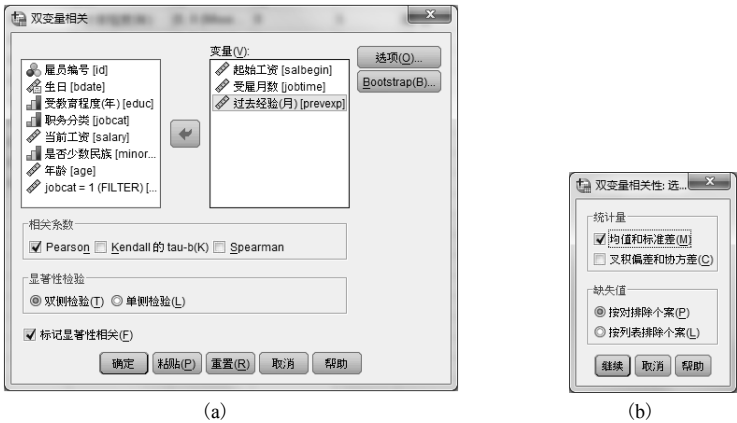 双变量相关
变量(V):
雇员编号 [id]
生日 [bdate]
受教育程度(年) [educ]
职务分类 [jobcat]
当前工资 [salary]
是否少数民族 [minor...
年龄 [age]
jobcat = 1 (FILTER) [...
起始工资 [salbegin]
受雇月数 [jobtime]
过去经验(月) [prevexp]
选项(O)...
Bootstrap(B)...
相关系数
Pearson Kendall 的 tau-b(K) Spearman
显著性检验
双侧检验(T) 单侧检验(L)
标记显著性相关(F)
确定 粘贴(P) 重置(R) 取消 帮助
(a)
双变量相关性: 选...
统计量
均值和标准差(M)
叉积偏差和协方差(C)
缺失值
按对排除个案(P)
按列表排除个案(L)
继续 取消 帮助
(b)